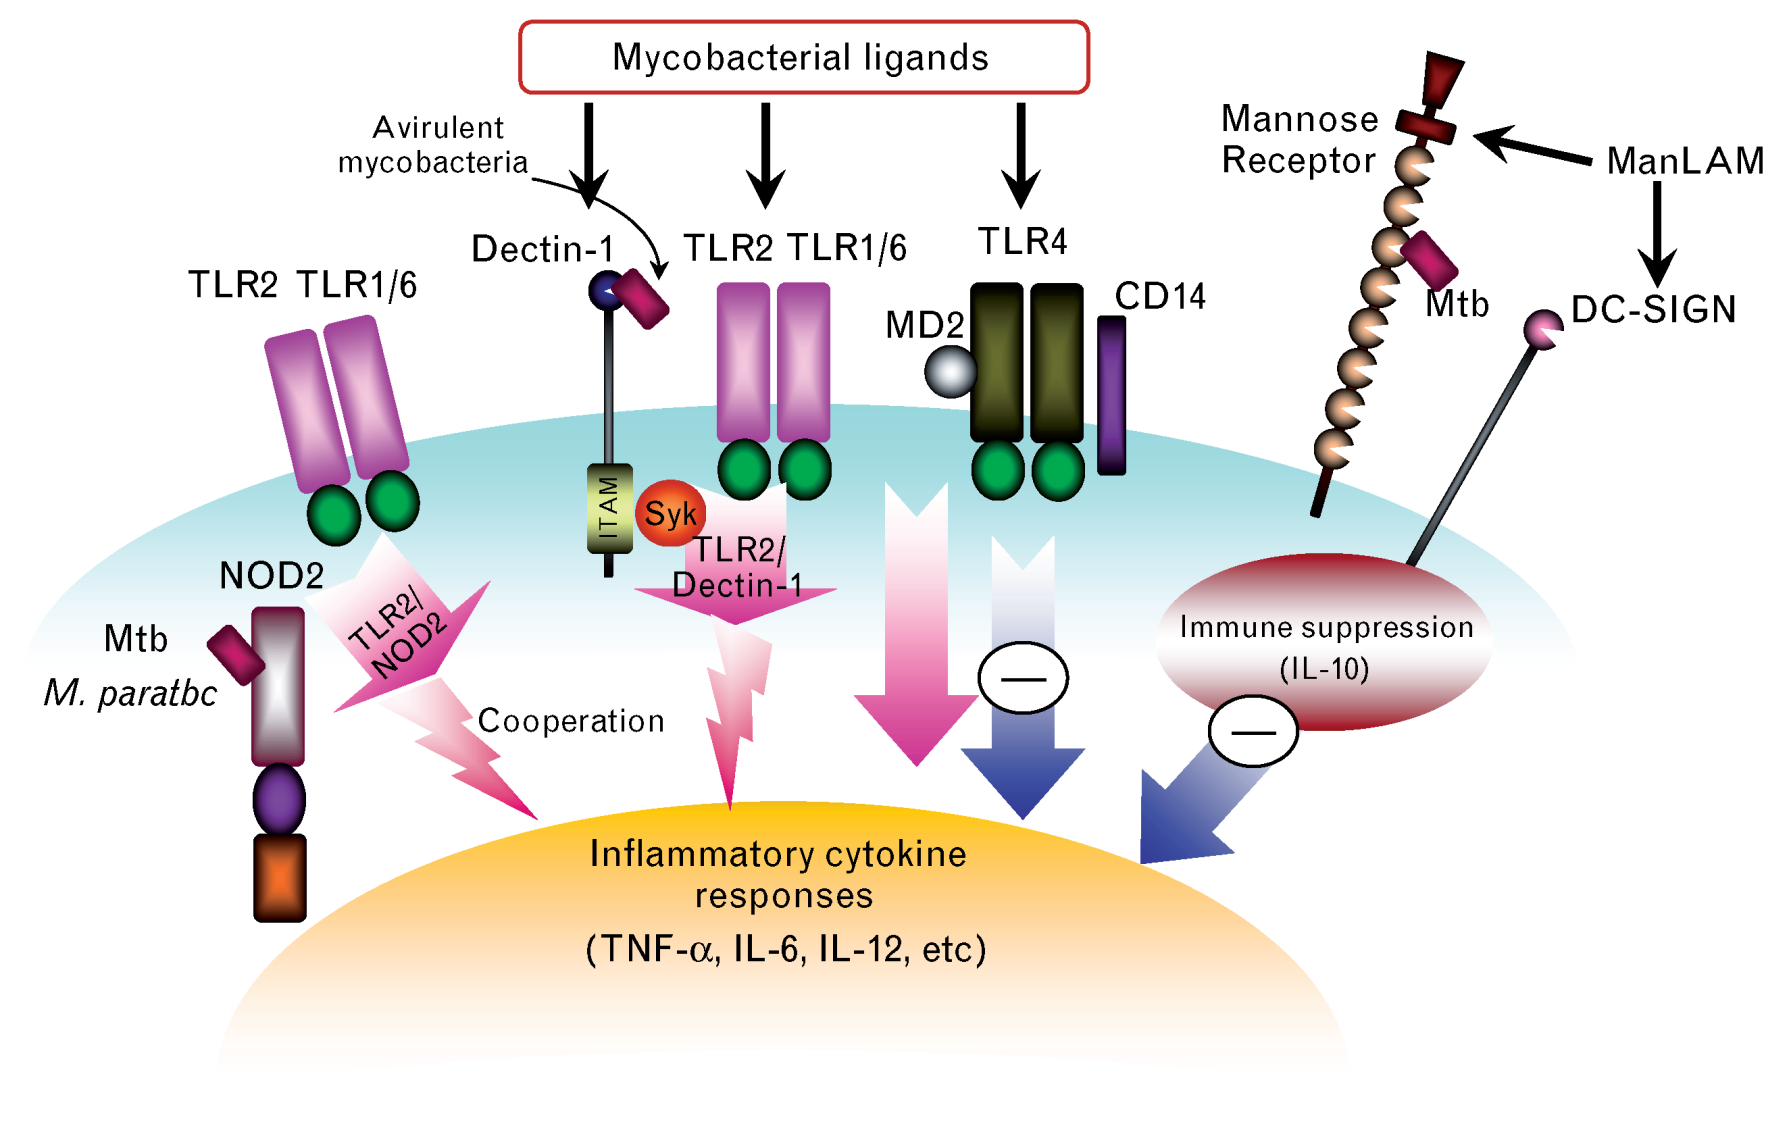 Mycobacterial ligands
Avirulent
mycobacteria
Mannose
Receptor
ManLAM
Dectin-1
TLR2 TLR1/6
TLR4
TLR2 TLR1/6
MD2
CD14
Mtb
DC-SIGN
ITAM
Syk
TLR2/
Dectin-1
NOD2
TLR2/
NOD2
Mtb
M. paratbc
Cooperation
Immune suppression
(IL-10)
—
—
Inflammatory cytokine
responses
(TNF-α, IL-6, IL-12, etc)